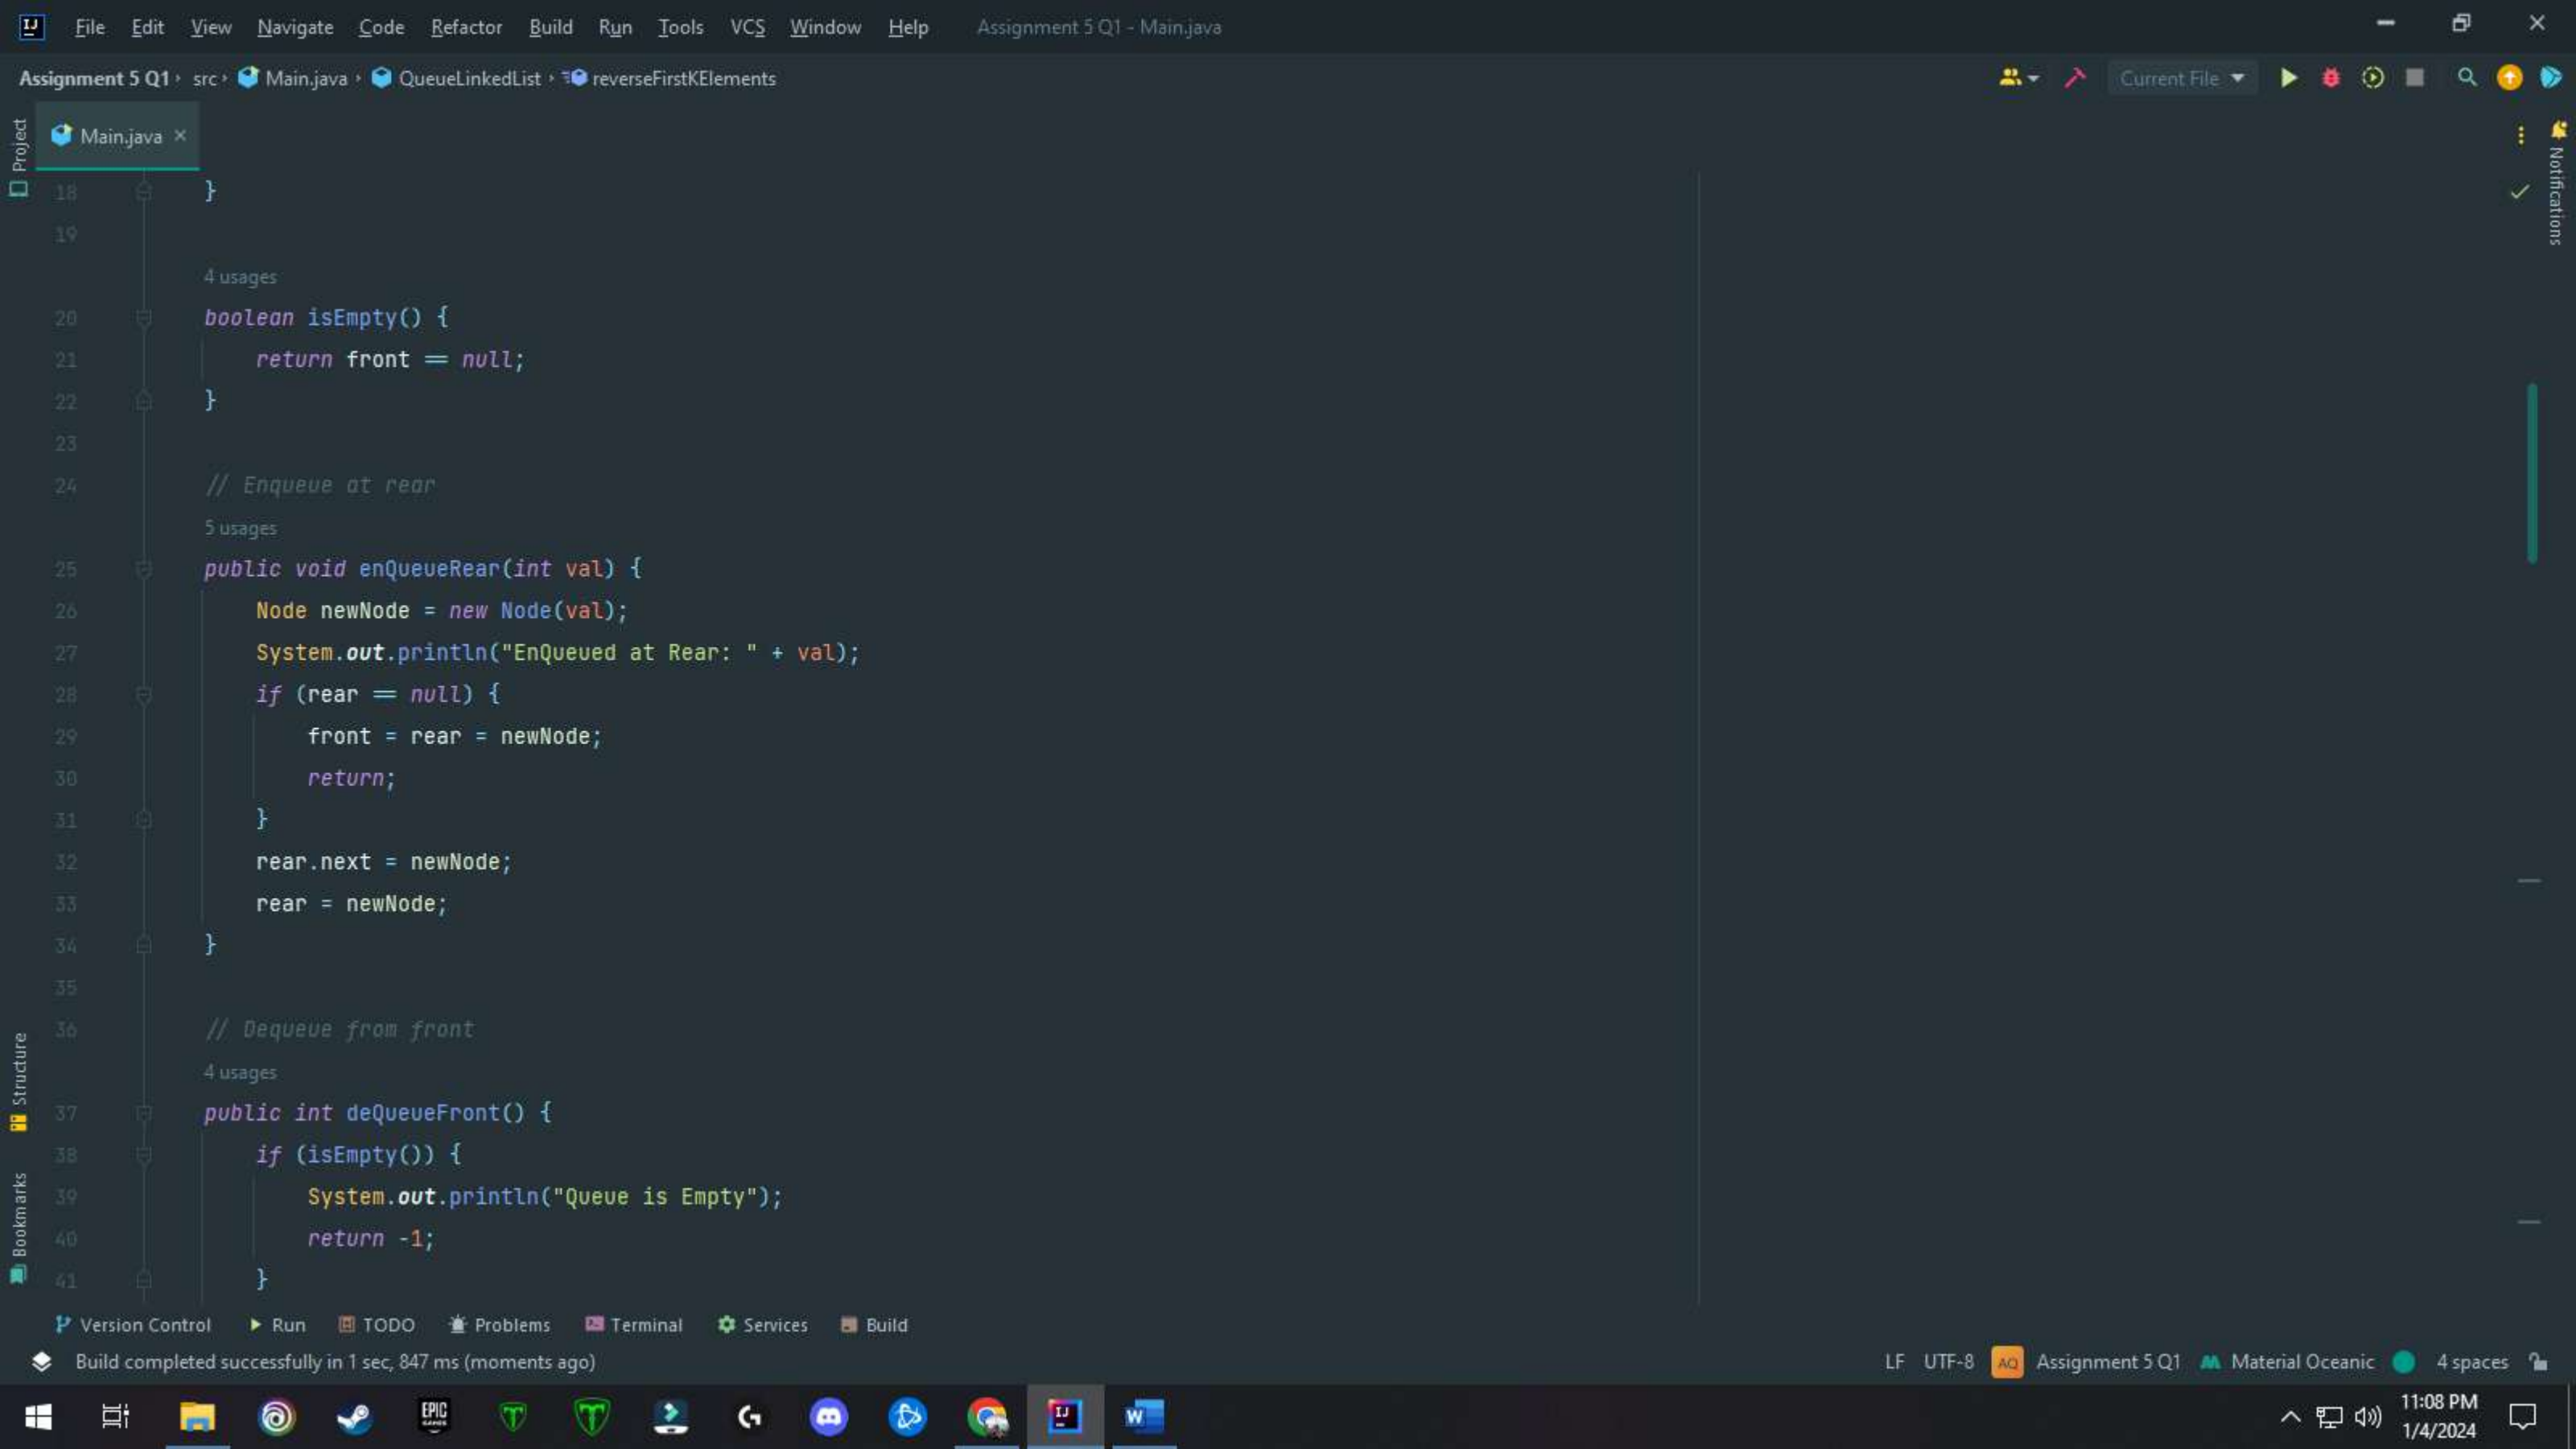 File Edit View Navigate Code Refactor Build Run Tools VCS Window Help Assignment 5 Q1 - Main.java
Assignment 5 Q1 src Main.java QueueLinkedList reverseFirstKElements Current File
Project
Main.java
Notifications
18 }
19
4 usages
20 boolean isEmpty() {
21 return front == null;
22 }
23
24 // Enqueue at rear
5 usages
25 public void enQueueRear(int val) {
26 Node newNode = new Node(val);
27 System.out.println("EnQueued at Rear: " + val);
28 if (rear == null) {
29 front = rear = newNode;
30 return;
31 }
32 rear.next = newNode;
33 rear = newNode;
34 }
35
36 // Dequeue from front
4 usages
37 public int deQueueFront() {
38 if (isEmpty()) {
39 System.out.println("Queue is Empty");
40 return -1;
41 }
Structure
Bookmarks
Version Control Run TODO Problems Terminal Services Build
Build completed successfully in 1 sec, 847 ms (moments ago) LF UTF-8 AQ Assignment 5 Q1 Material Oceanic 4 spaces
EPIC GAMES
11:08 PM
1/4/2024